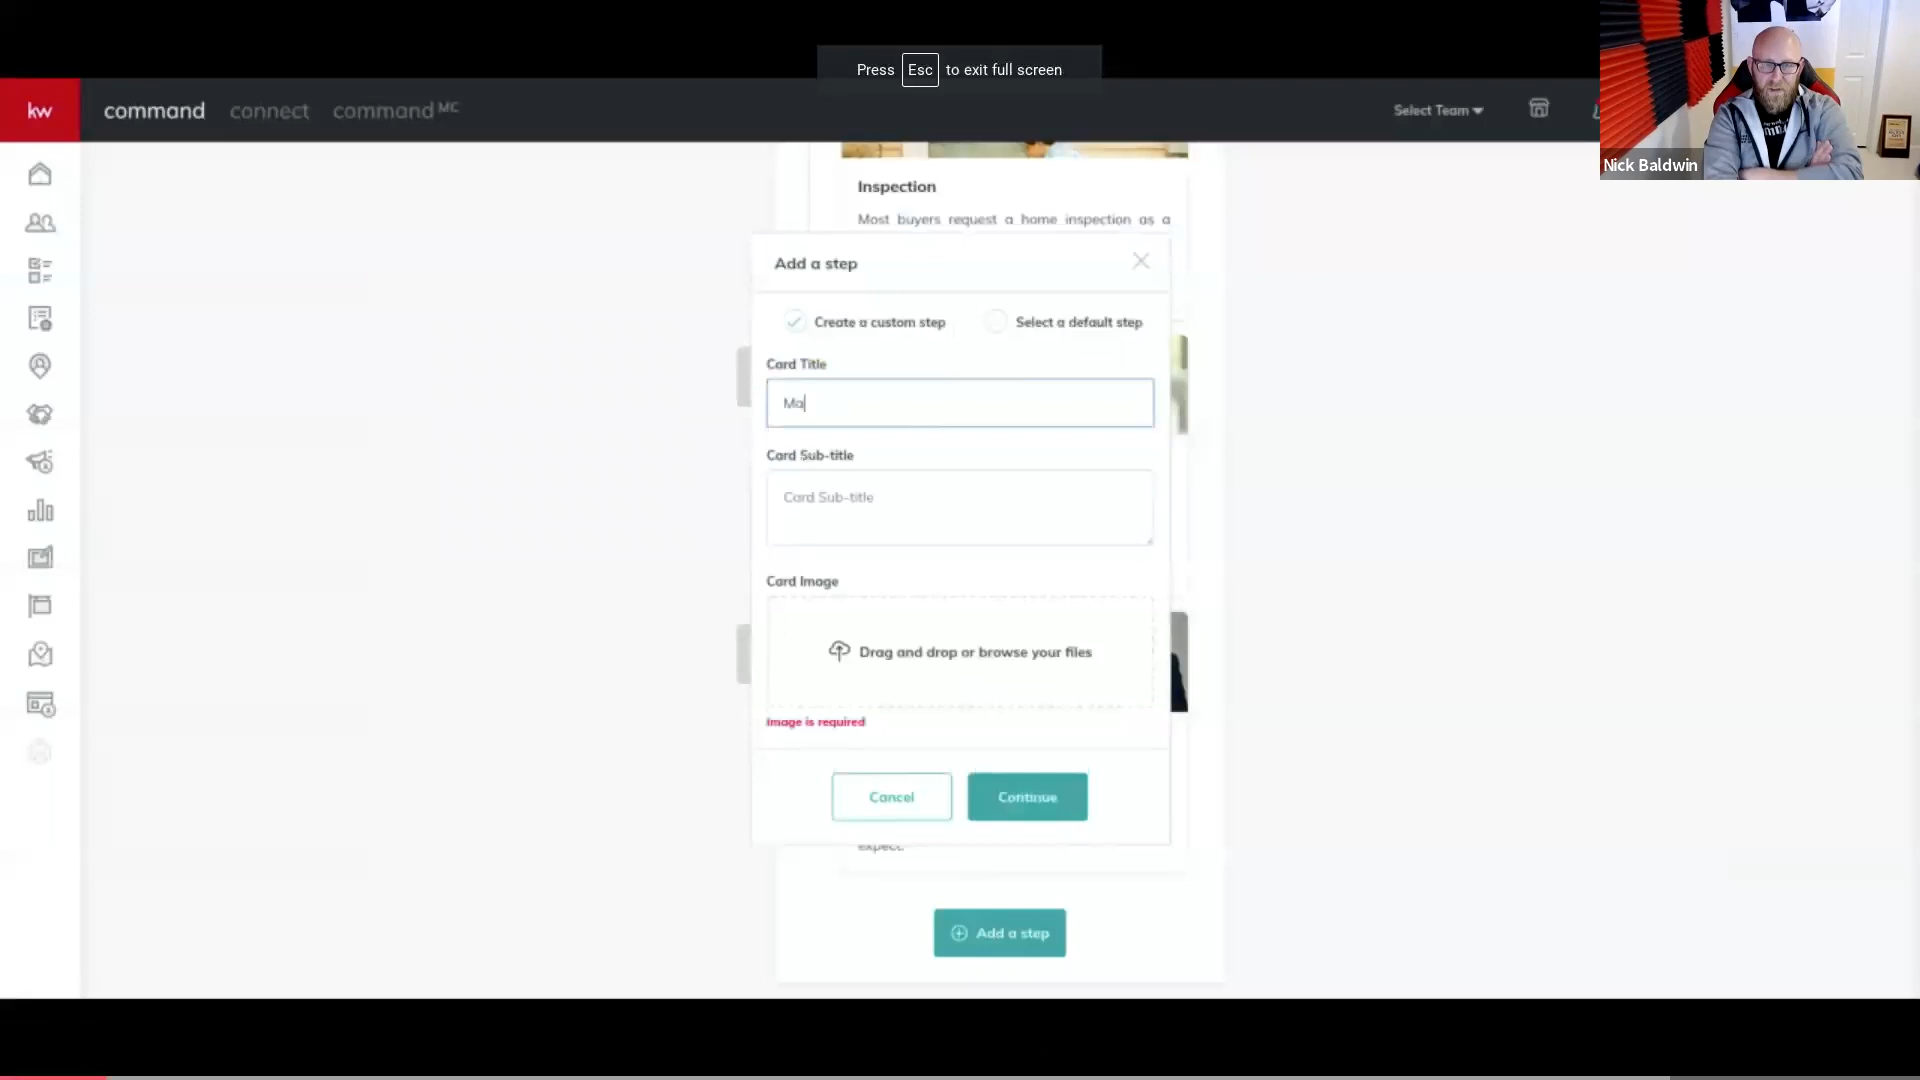 Press Esc to exit full screen
kw command connect command MC Select Team
Nick Baldwin
Inspection
Most buyers request a home inspection as a
Add a step
Create a custom step Select a default step
Card Title
Ma
Card Sub-title
Card Sub-title
Card Image
Drag and drop or browse your files
Image is required
Cancel Continue
expect.
Add a step